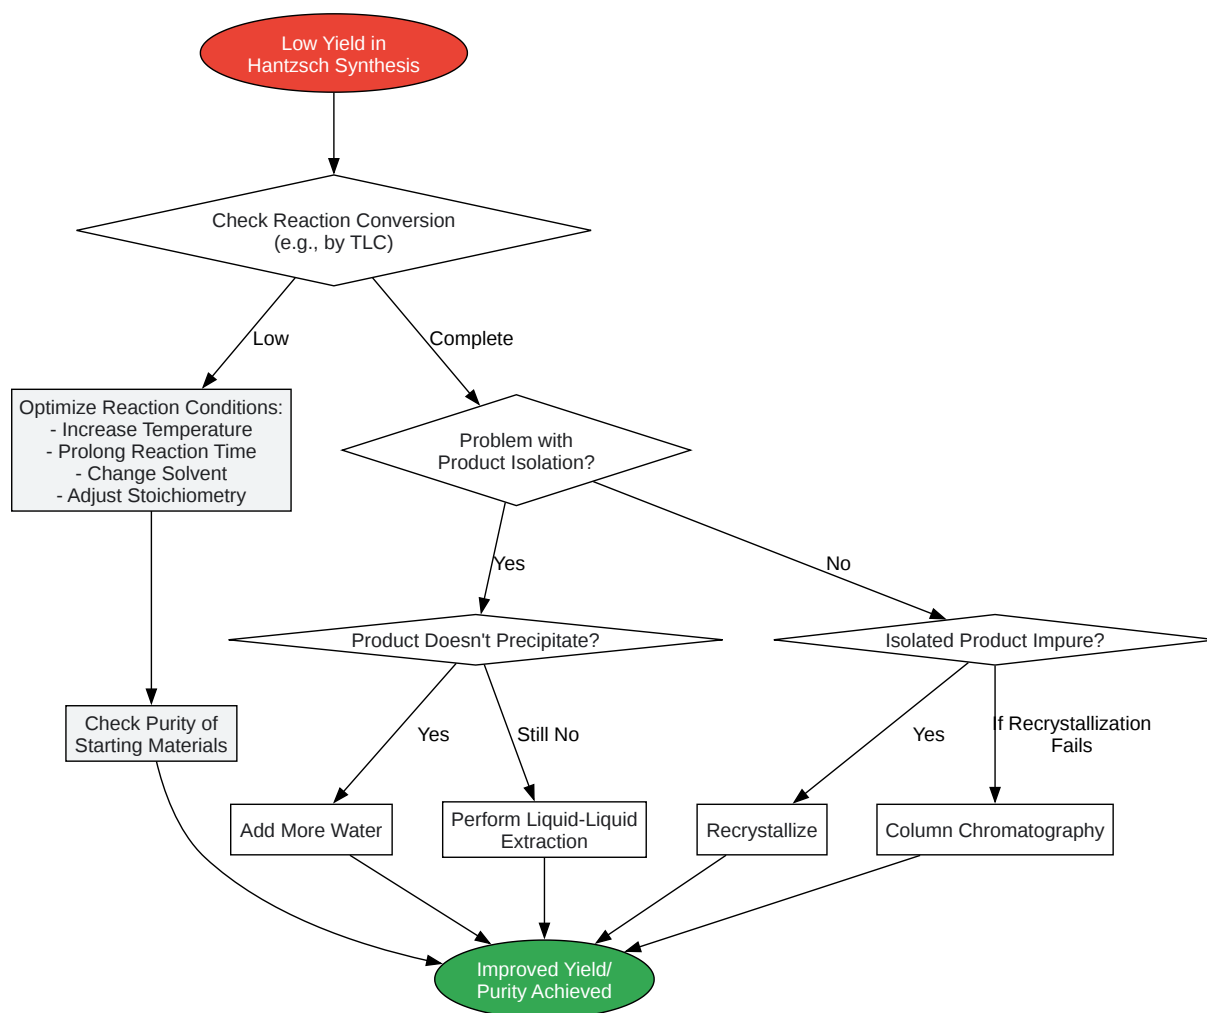 Low Yield in
Hantzsch Synthesis
Check Reaction Conversion
(e.g., by TLC)
Low
Complete
Optimize Reaction Conditions:
- Increase Temperature
- Prolong Reaction Time
- Change Solvent
- Adjust Stoichiometry
Problem with
Product Isolation?
Yes
No
Product Doesn't Precipitate?
Isolated Product Impure?
Check Purity of
Starting Materials
Yes
Still No
Yes
If Recrystallization
Fails
Add More Water
Perform Liquid-Liquid
Extraction
Recrystallize
Column Chromatography
Improved Yield/
Purity Achieved